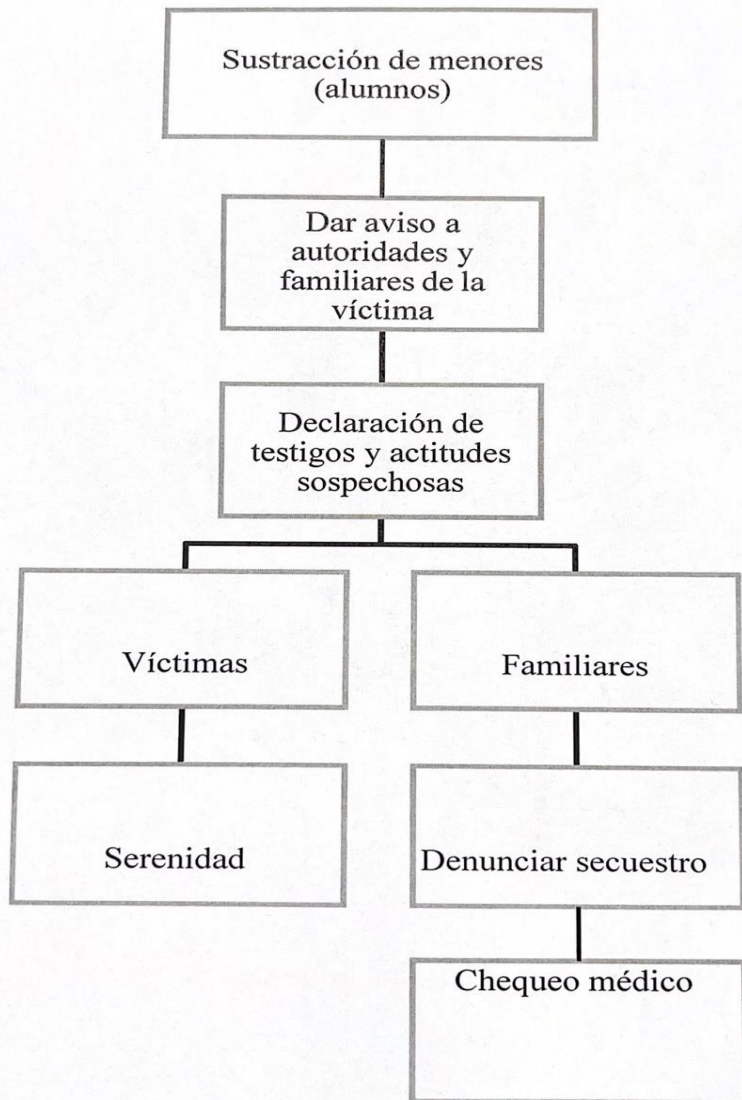 Sustracción de menores
(alumnos)
Dar aviso a
autoridades y
familiares de la
víctima
Declaración de
testigos y actitudes
sospechosas
Víctimas
Familiares
Serenidad
Denunciar secuestro
Chequeo médico